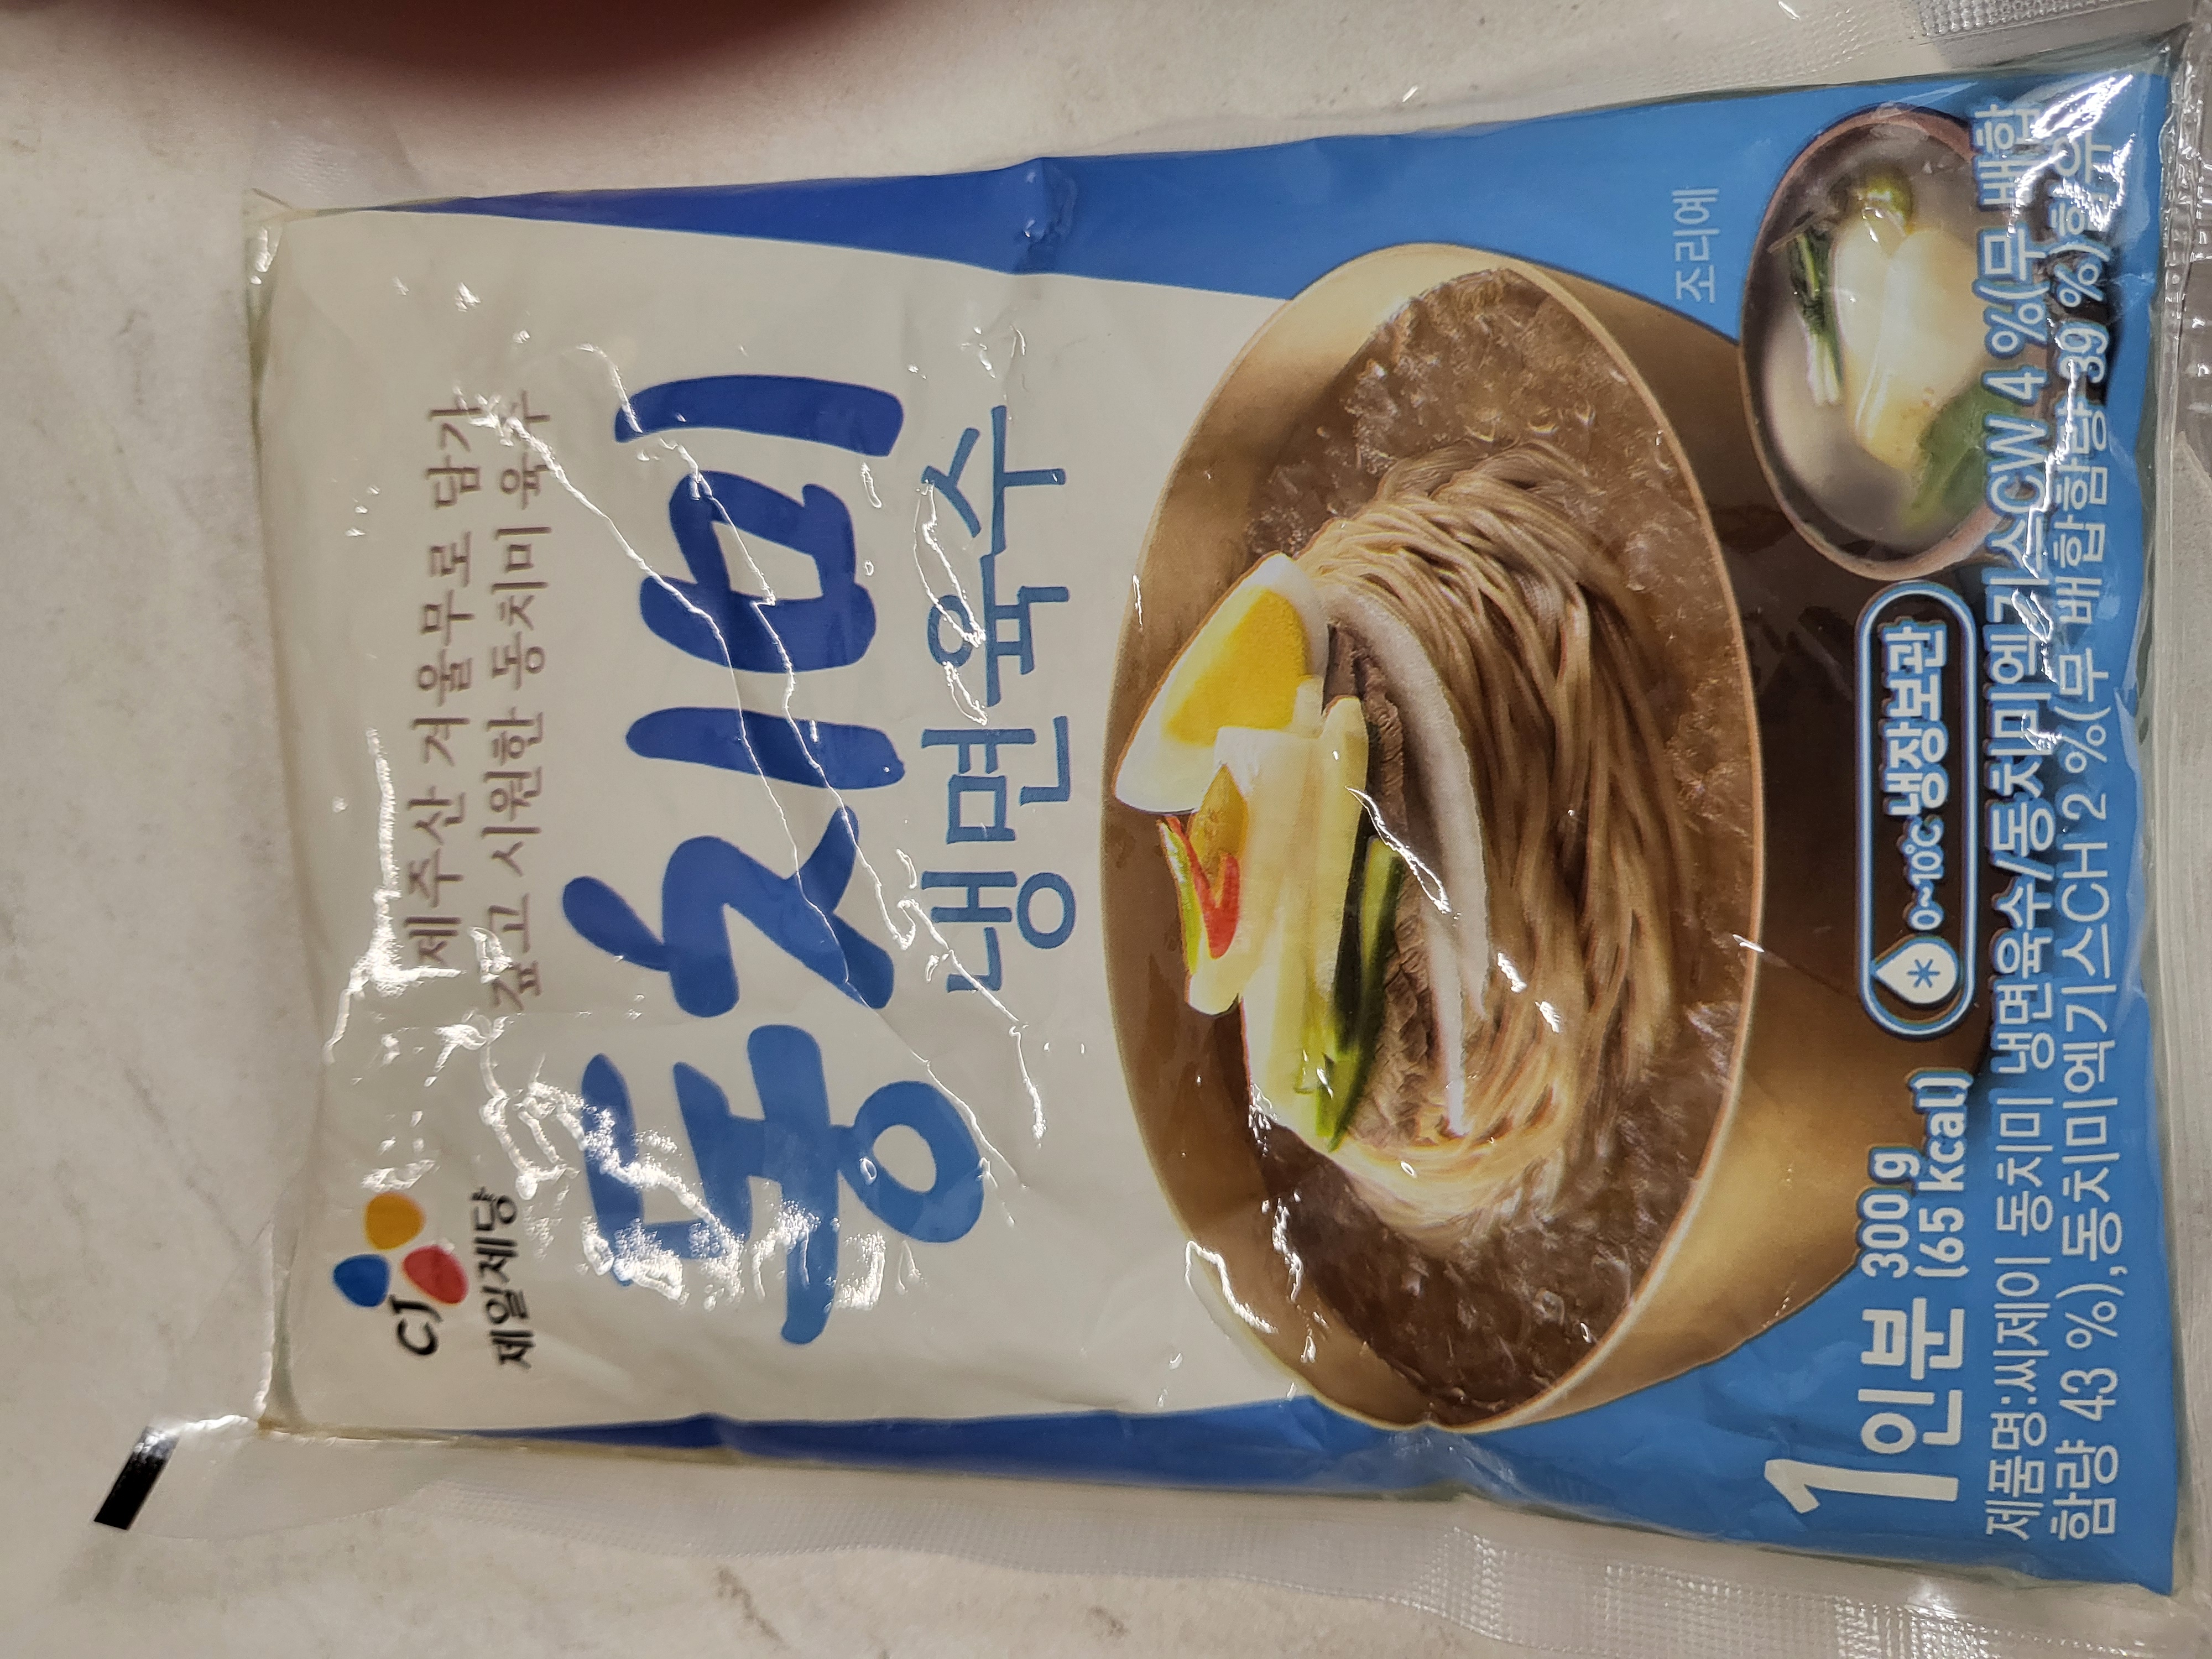 CJ
제일제당
제주산 겨울무로 담가
깊고 시원한 동치미 육수
동치미
냉면육수
조리예
1인분 300 g
(65 kcal)
0~10℃ 냉장보관
제품명:씨제이 동치미 냉면육수/동치미엑기스CW 4 %(무 배합
함량 43 %),동치미엑기스CH 2 %(무 배합함량 39 %)함유